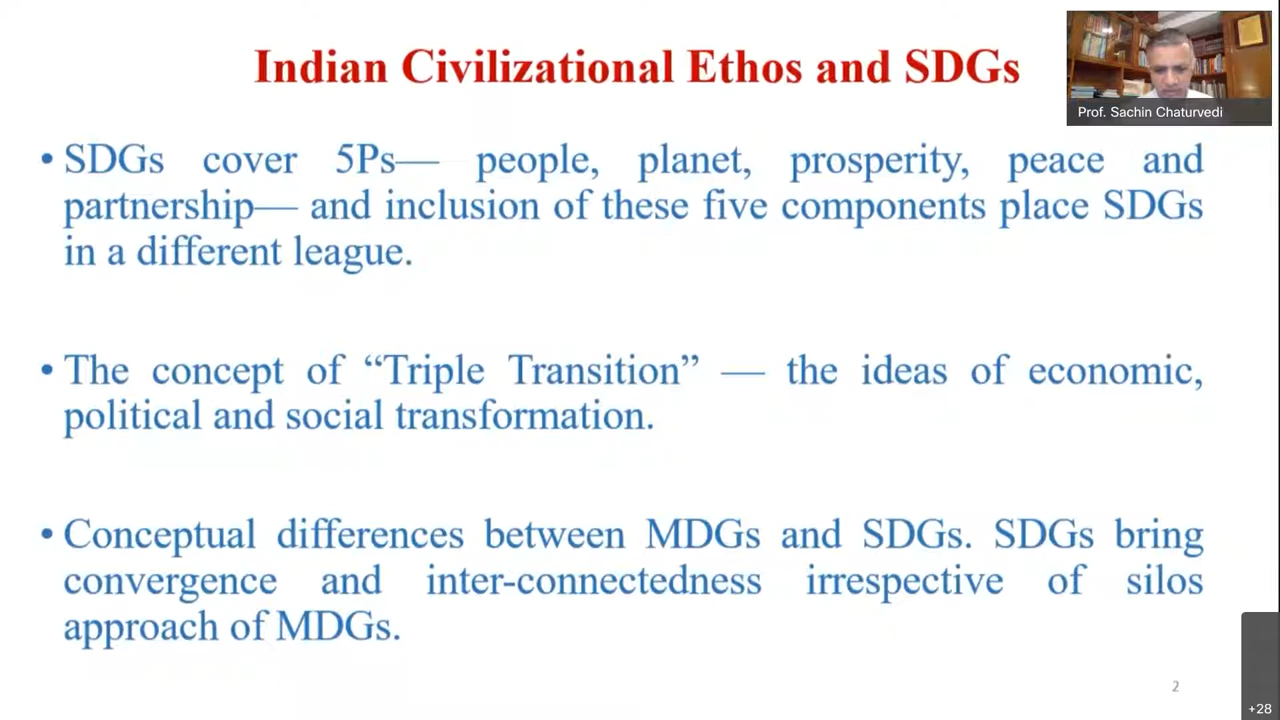 Indian Civilizational Ethos and SDGs
Prof. Sachin Chaturvedi
• SDGs cover 5Ps— people, planet, prosperity, peace and
partnership— and inclusion of these five components place SDGs
in a different league.
• The concept of “Triple Transition” — the ideas of economic,
political and social transformation.
• Conceptual differences between MDGs and SDGs. SDGs bring
convergence and inter-connectedness irrespective of silos
approach of MDGs.
2
+28